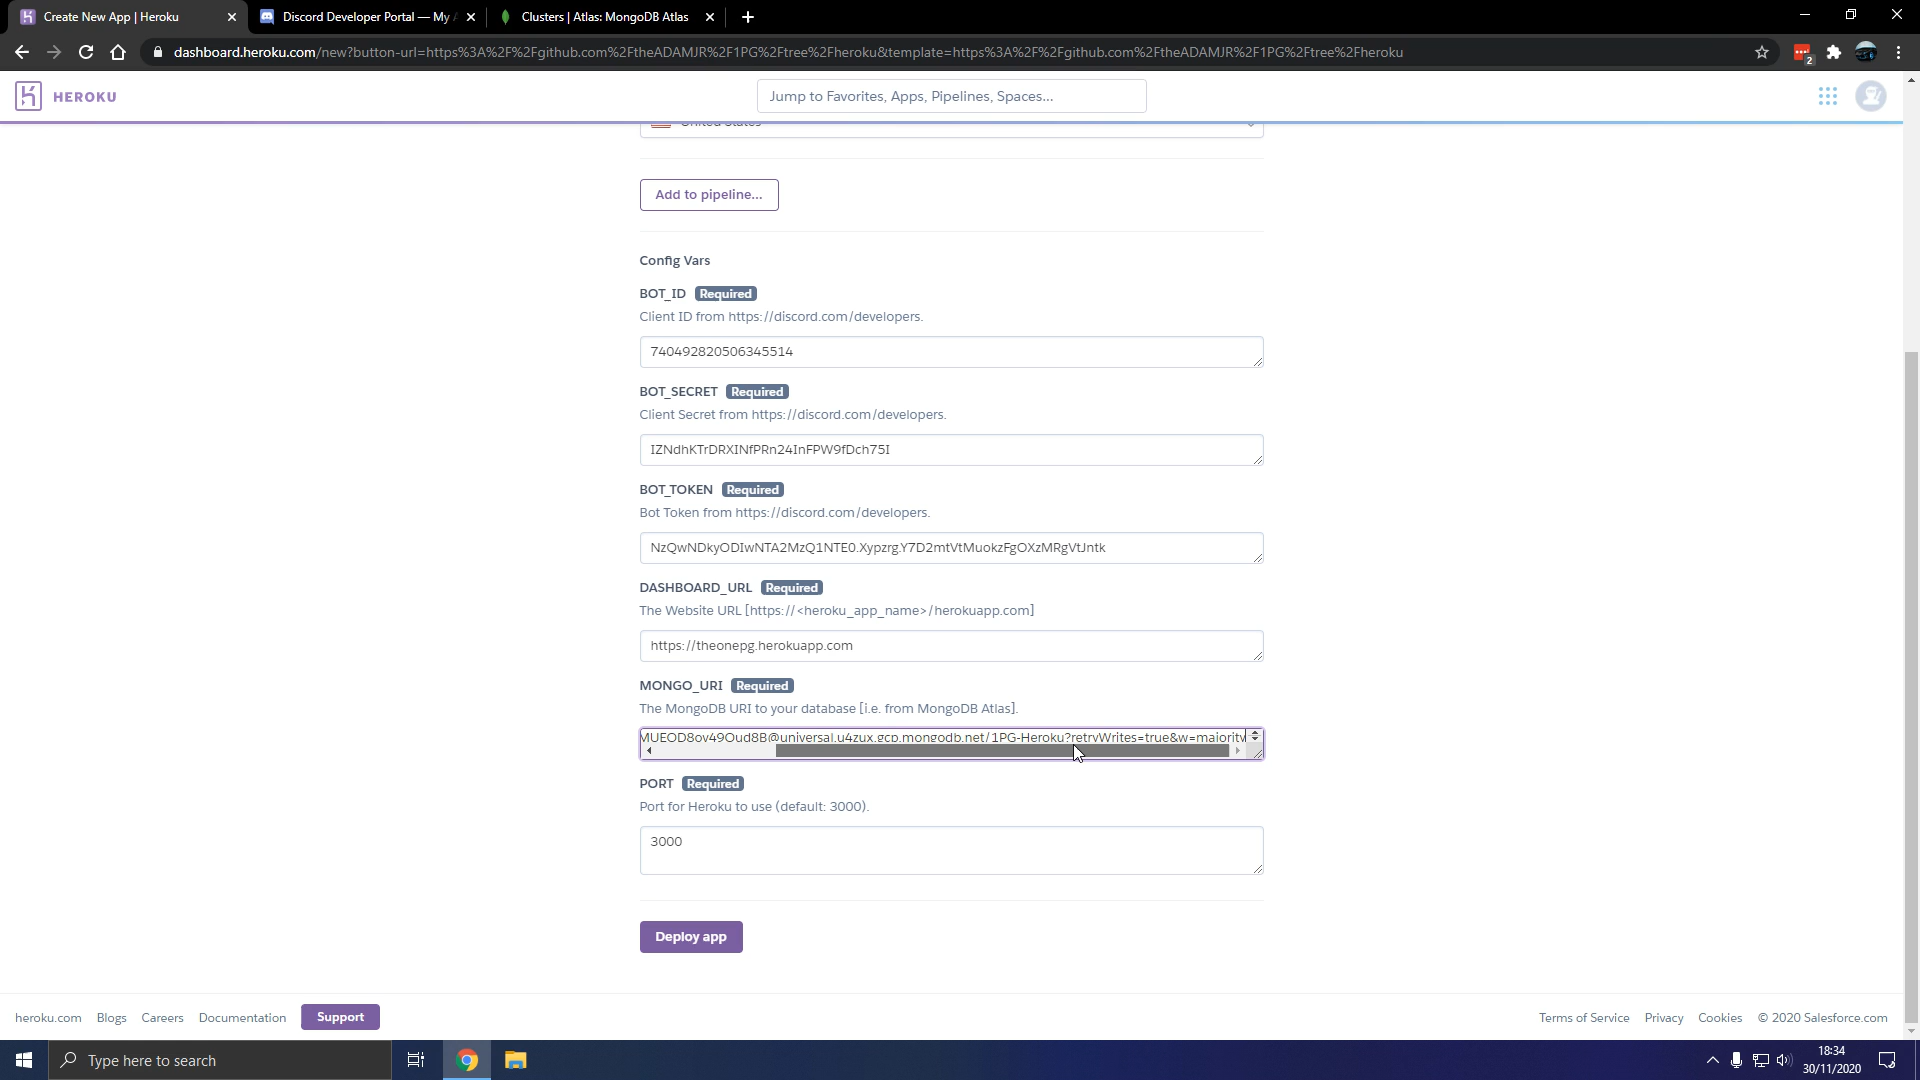 Create New App | Heroku
Discord Developer Portal — My A
Clusters | Atlas: MongoDB Atlas
dashboard.heroku.com/new?button-url=https%3A%2F%2Fgithub.com%2FtheADAMJR%2F1PG%2Ftree%2Fheroku&template=https%3A%2F%2Fgithub.com%2FtheADAMJR%2F1PG%2Ftree%2Fheroku
2
HEROKU
Jump to Favorites, Apps, Pipelines, Spaces...
United States
Add to pipeline...
Config Vars
BOT_ID Required
Client ID from https://discord.com/developers.
740492820506345514
BOT_SECRET Required
Client Secret from https://discord.com/developers.
IZNdhKTrDRXINfPRn24InFPW9fDch75I
BOT_TOKEN Required
Bot Token from https://discord.com/developers.
NzQwNDkyODIwNTA2MzQ1NTE0.Xypzrg.Y7D2mtVtMuokzFgOXzMRgVtJntk
DASHBOARD_URL Required
The Website URL [https://<heroku_app_name>/herokuapp.com]
https://theonepg.herokuapp.com
MONGO_URI Required
The MongoDB URI to your database [i.e. from MongoDB Atlas].
MUEOD8ov49Oud8B@universal.u4zux.gcp.mongodb.net/1PG-Heroku?retryWrites=true&w=majority
PORT Required
Port for Heroku to use (default: 3000).
3000
Deploy app
heroku.com Blogs Careers Documentation Support
Terms of Service Privacy Cookies © 2020 Salesforce.com
Type here to search
18:34
30/11/2020